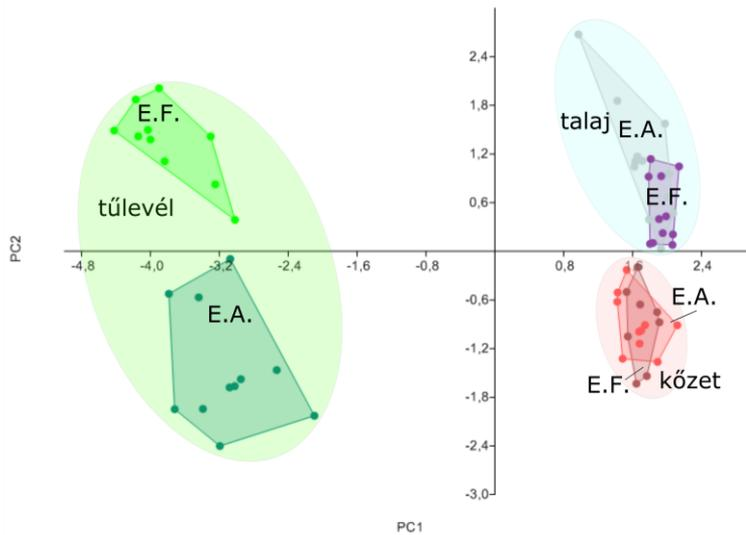 2,4
1,8
talaj E.A.
E.F.
1,2
E.F.
0,6
tűlevél
PC2
-4,8 -4,0 -3,2 -2,4 -1,6 -0,8 0,8 1,6 2,4
E.A.
-0,6
E.A.
-1,2
E.F. kőzet
-1,8
-2,4
-3,0
PC1